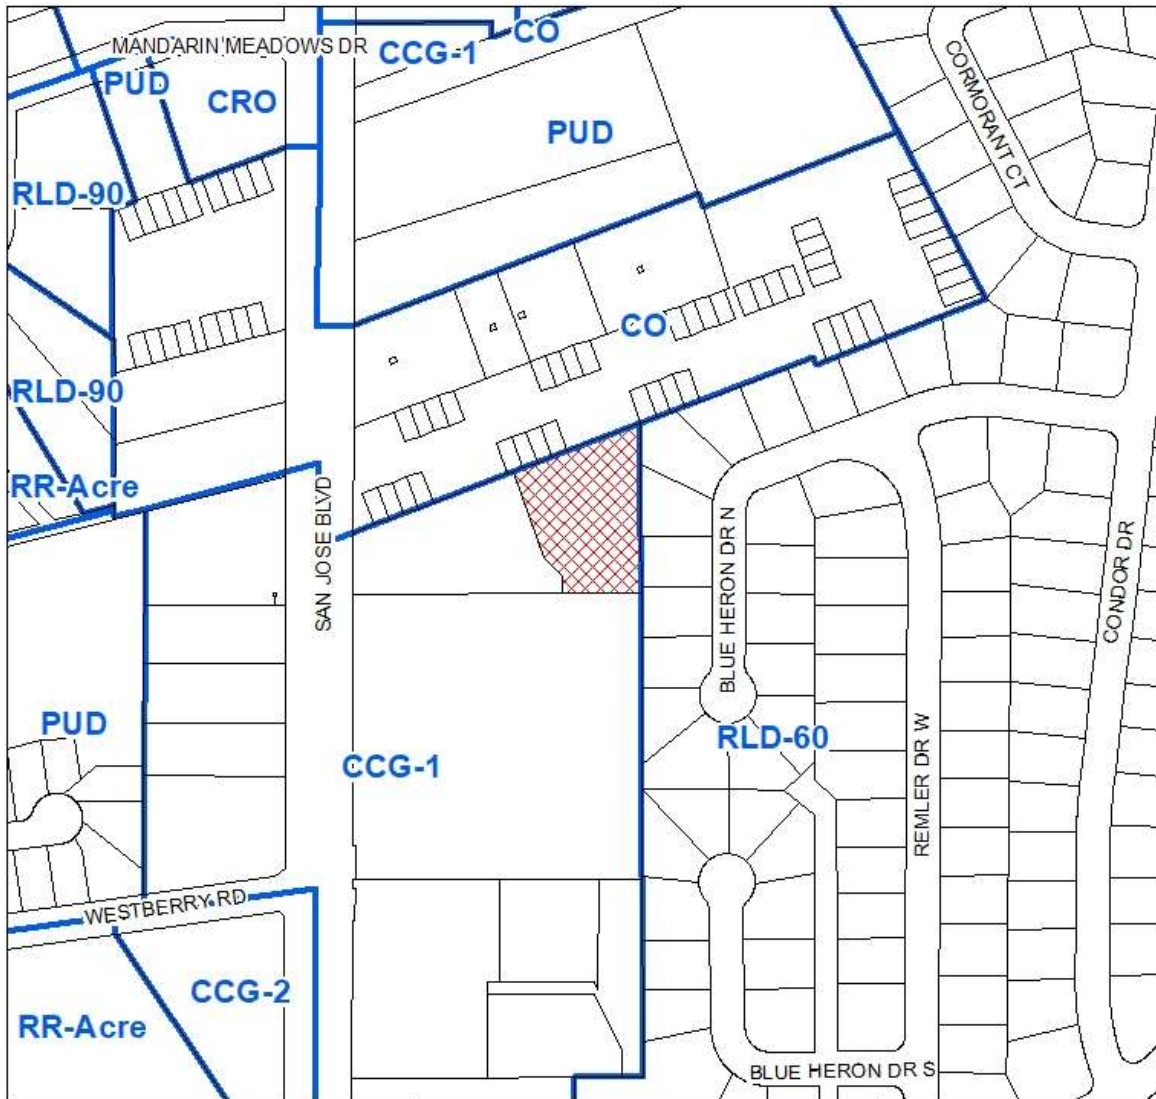 CO
MANDARIN MEADOWS DR
CCG-1
CORMORANT CT
PUD
CRO
PUD
RLD-90
CO
RLD-90
RR-Acre
SAN JOSE BLVD
BLUE HERON DR N
CONDOR DR
PUD
RLD-60
CCG-1
REMLER DR W
WESTBERRY RD
CCG-2
RR-Acre
BLUE HERON DR S